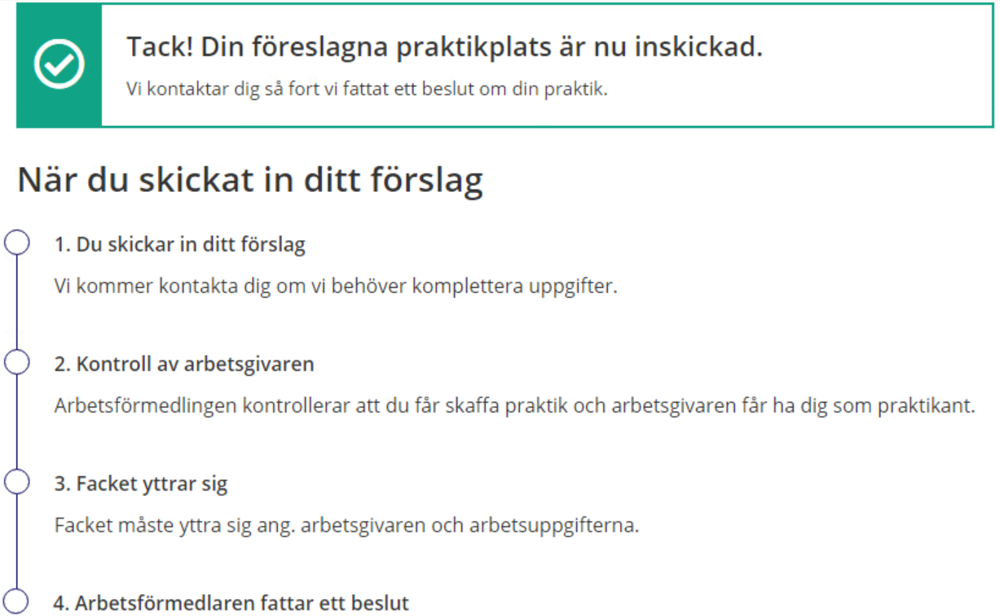 Tack! Din föreslagna praktikplats är nu inskickad.
Vi kontaktar dig så fort vi fattat ett beslut om din praktik.
När du skickat in ditt förslag
1. Du skickar in ditt förslag
Vi kommer kontakta dig om vi behöver komplettera uppgifter.
2. Kontroll av arbetsgivaren
Arbetsförmedlingen kontrollerar att du får skaffa praktik och arbetsgivaren får ha dig som praktikant.
3. Facket yttrar sig
Facket måste yttra sig ang. arbetsgivaren och arbetsuppgifterna.
4. Arbetsförmedlaren fattar ett beslut